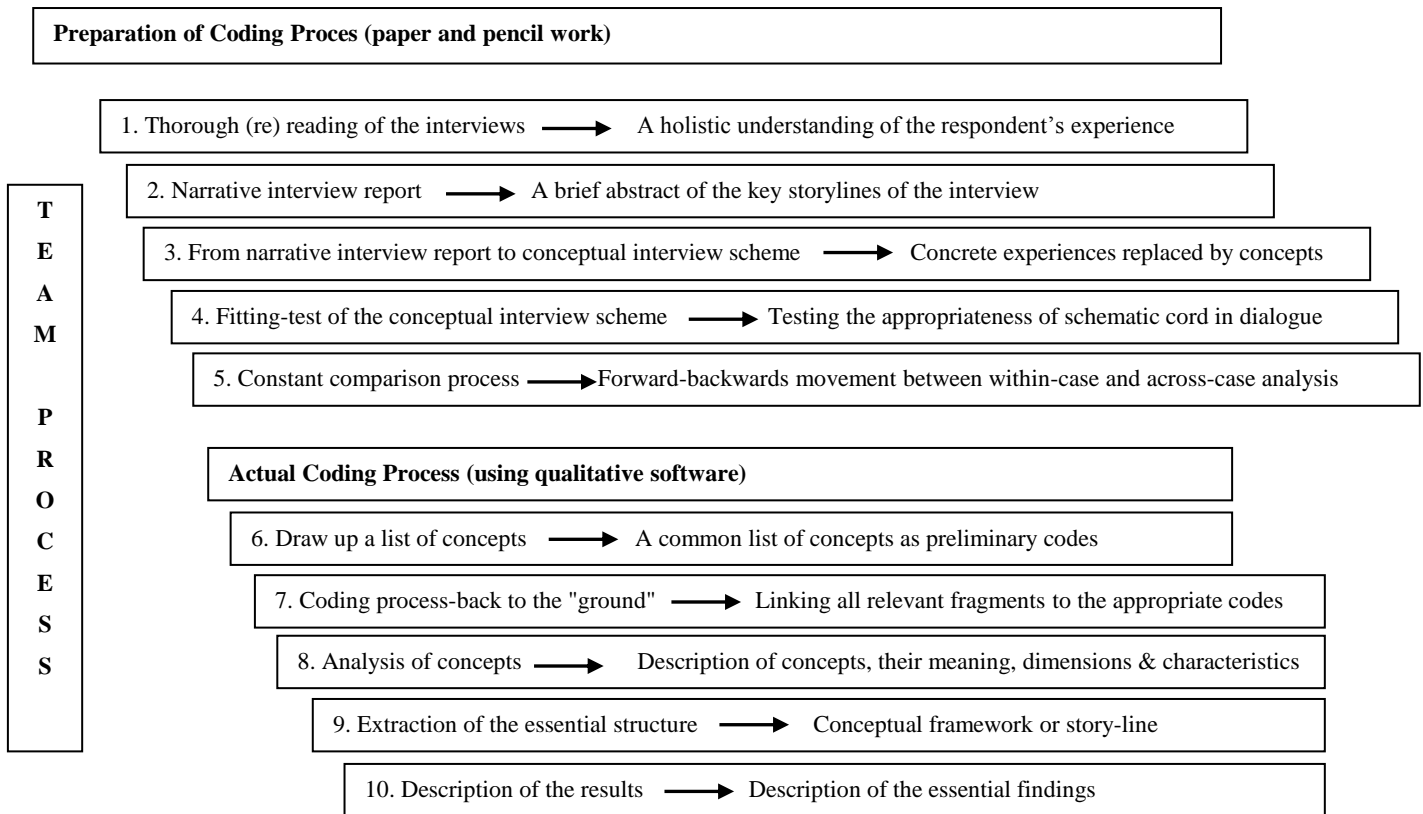 Preparation of Coding Proces (paper and pencil work)
1. Thorough (re) reading of the interviews → A holistic understanding of the respondent’s experience
2. Narrative interview report → A brief abstract of the key storylines of the interview
3. From narrative interview report to conceptual interview scheme → Concrete experiences replaced by concepts
4. Fitting-test of the conceptual interview scheme → Testing the appropriateness of schematic cord in dialogue
5. Constant comparison process → Forward-backwards movement between within-case and across-case analysis
Actual Coding Process (using qualitative software)
6. Draw up a list of concepts → A common list of concepts as preliminary codes
7. Coding process-back to the "ground" → Linking all relevant fragments to the appropriate codes
8. Analysis of concepts → Description of concepts, their meaning, dimensions & characteristics
9. Extraction of the essential structure → Conceptual framework or story-line
10. Description of the results → Description of the essential findings
TEAM PROCESS